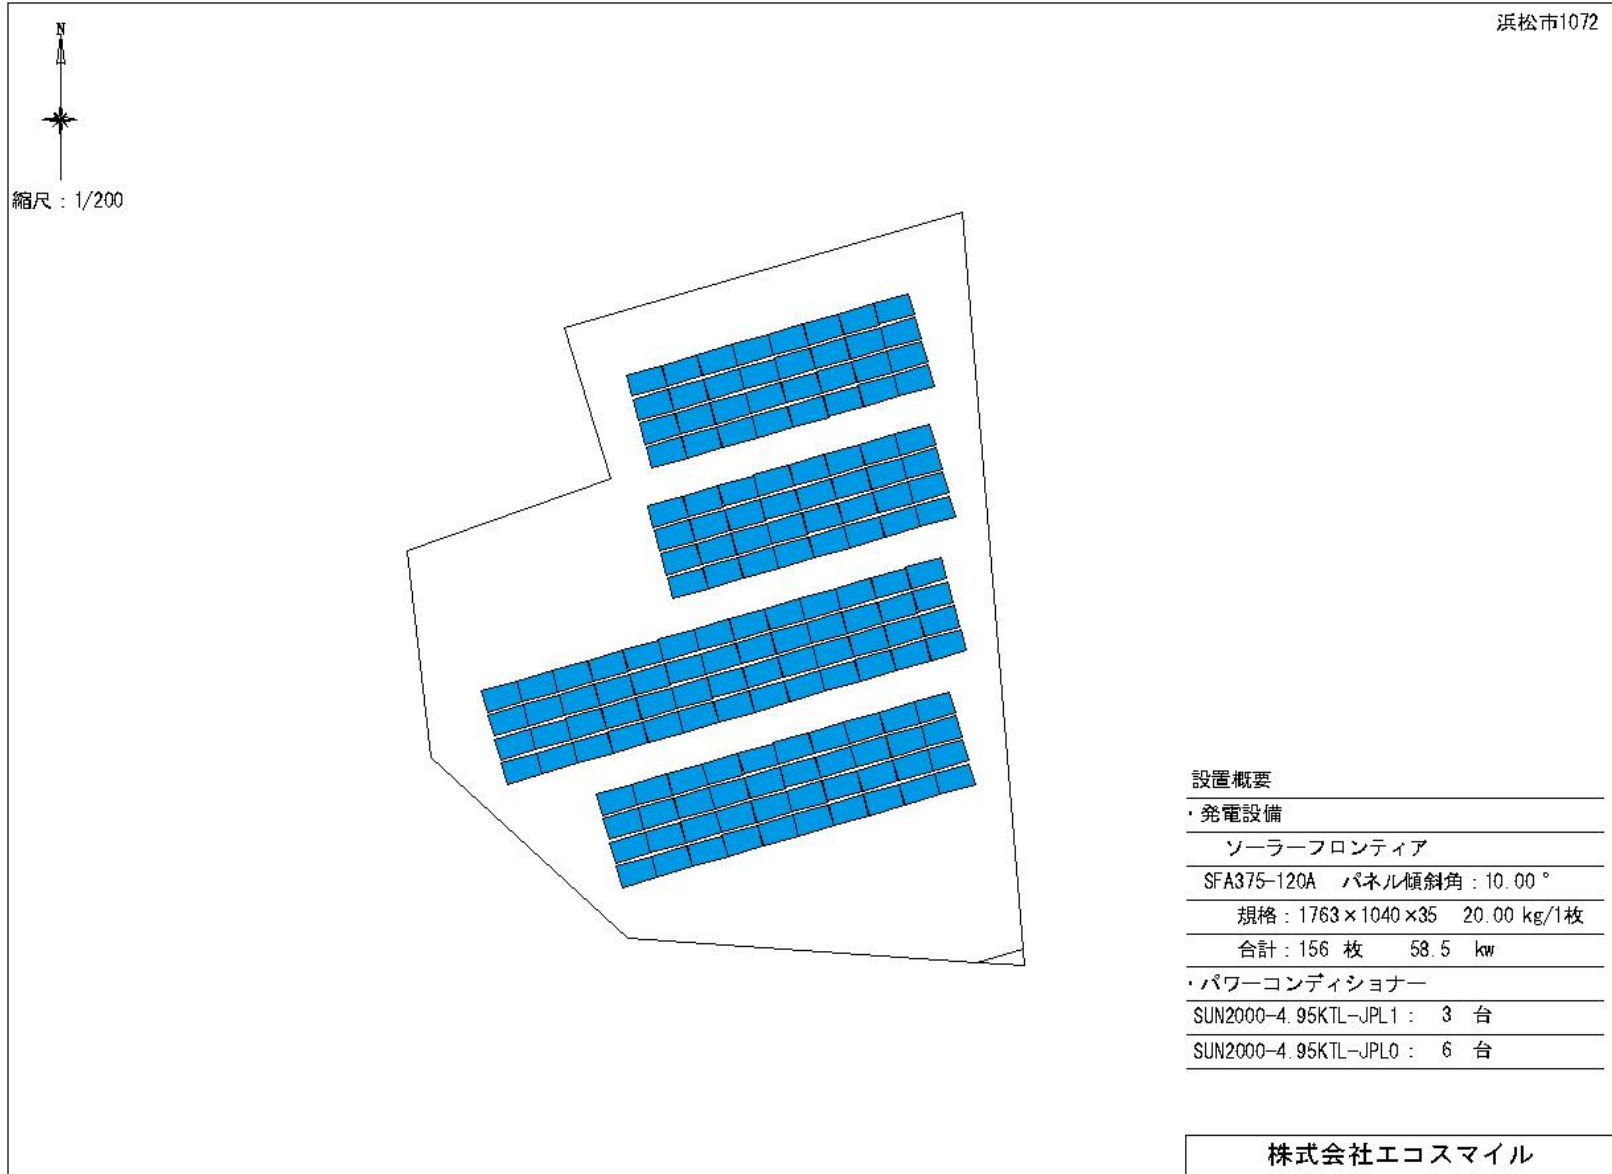 浜松市1072
N
縮尺：1/200
設置概要
・発電設備
ソーラーフロンティア
SFA375-120A パネル傾斜角：10.00°
規格：1763×1040×35 20.00 kg/1枚
合計：156 枚 58.5 kw
・パワーコンディショナー
SUN2000-4.95KTL-JPL1： 3 台
SUN2000-4.95KTL-JPL0： 6 台
株式会社エコスマイル